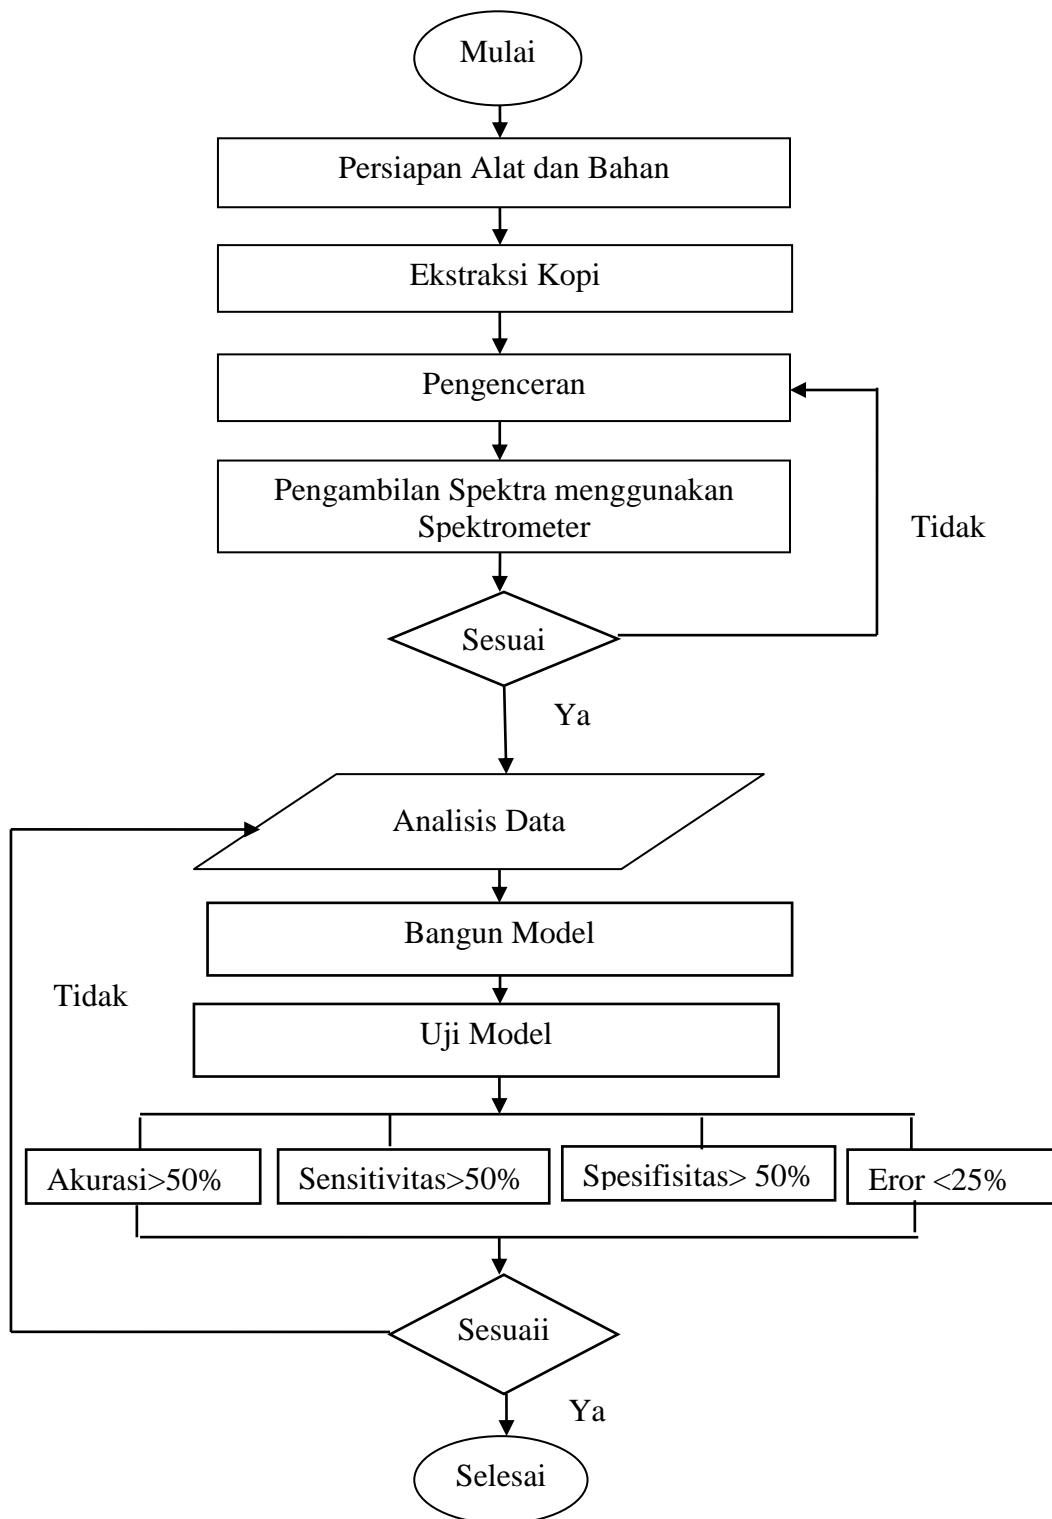 Mulai
Persiapan Alat dan Bahan
Ekstraksi Kopi
Pengenceran
Pengambilan Spektra menggunakan
Spektrometer
Tidak
Sesuai
Ya
Analisis Data
Bangun Model
Tidak
Uji Model
Akurasi>50%
Sensitivitas>50%
Spesifisitas> 50%
Eror <25%
Sesuaii
Ya
Selesai